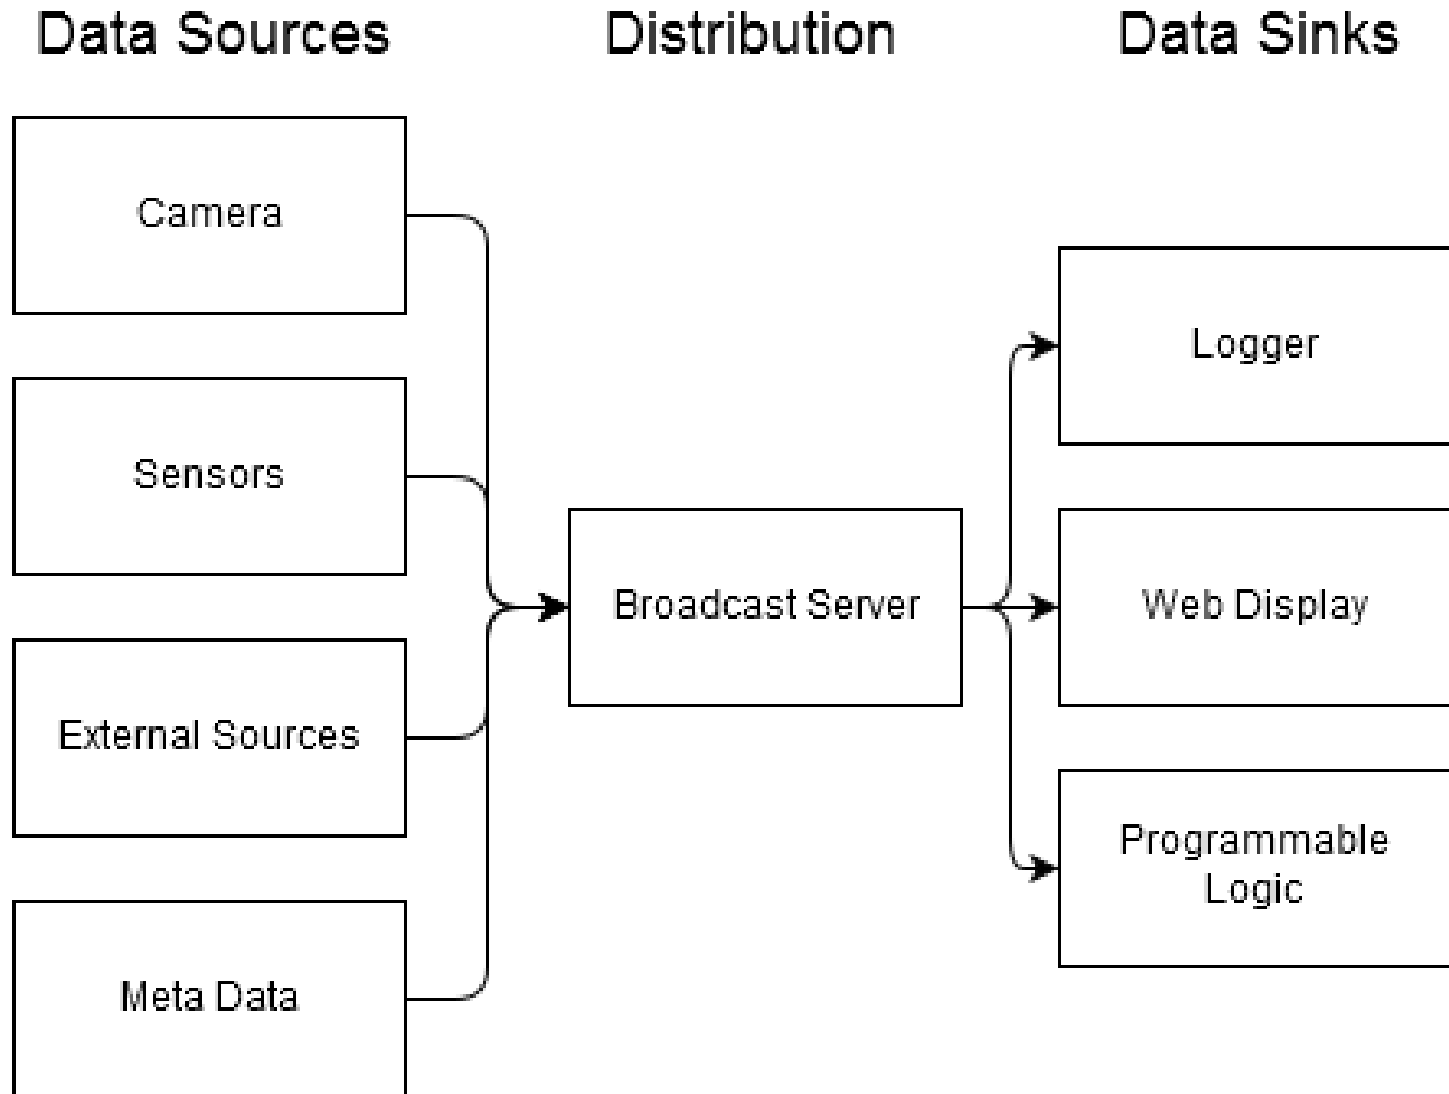 Data Sources
Distribution
Data Sinks
Camera
Sensors
External Sources
Meta Data
Broadcast Server
Logger
Web Display
Programmable
Logic